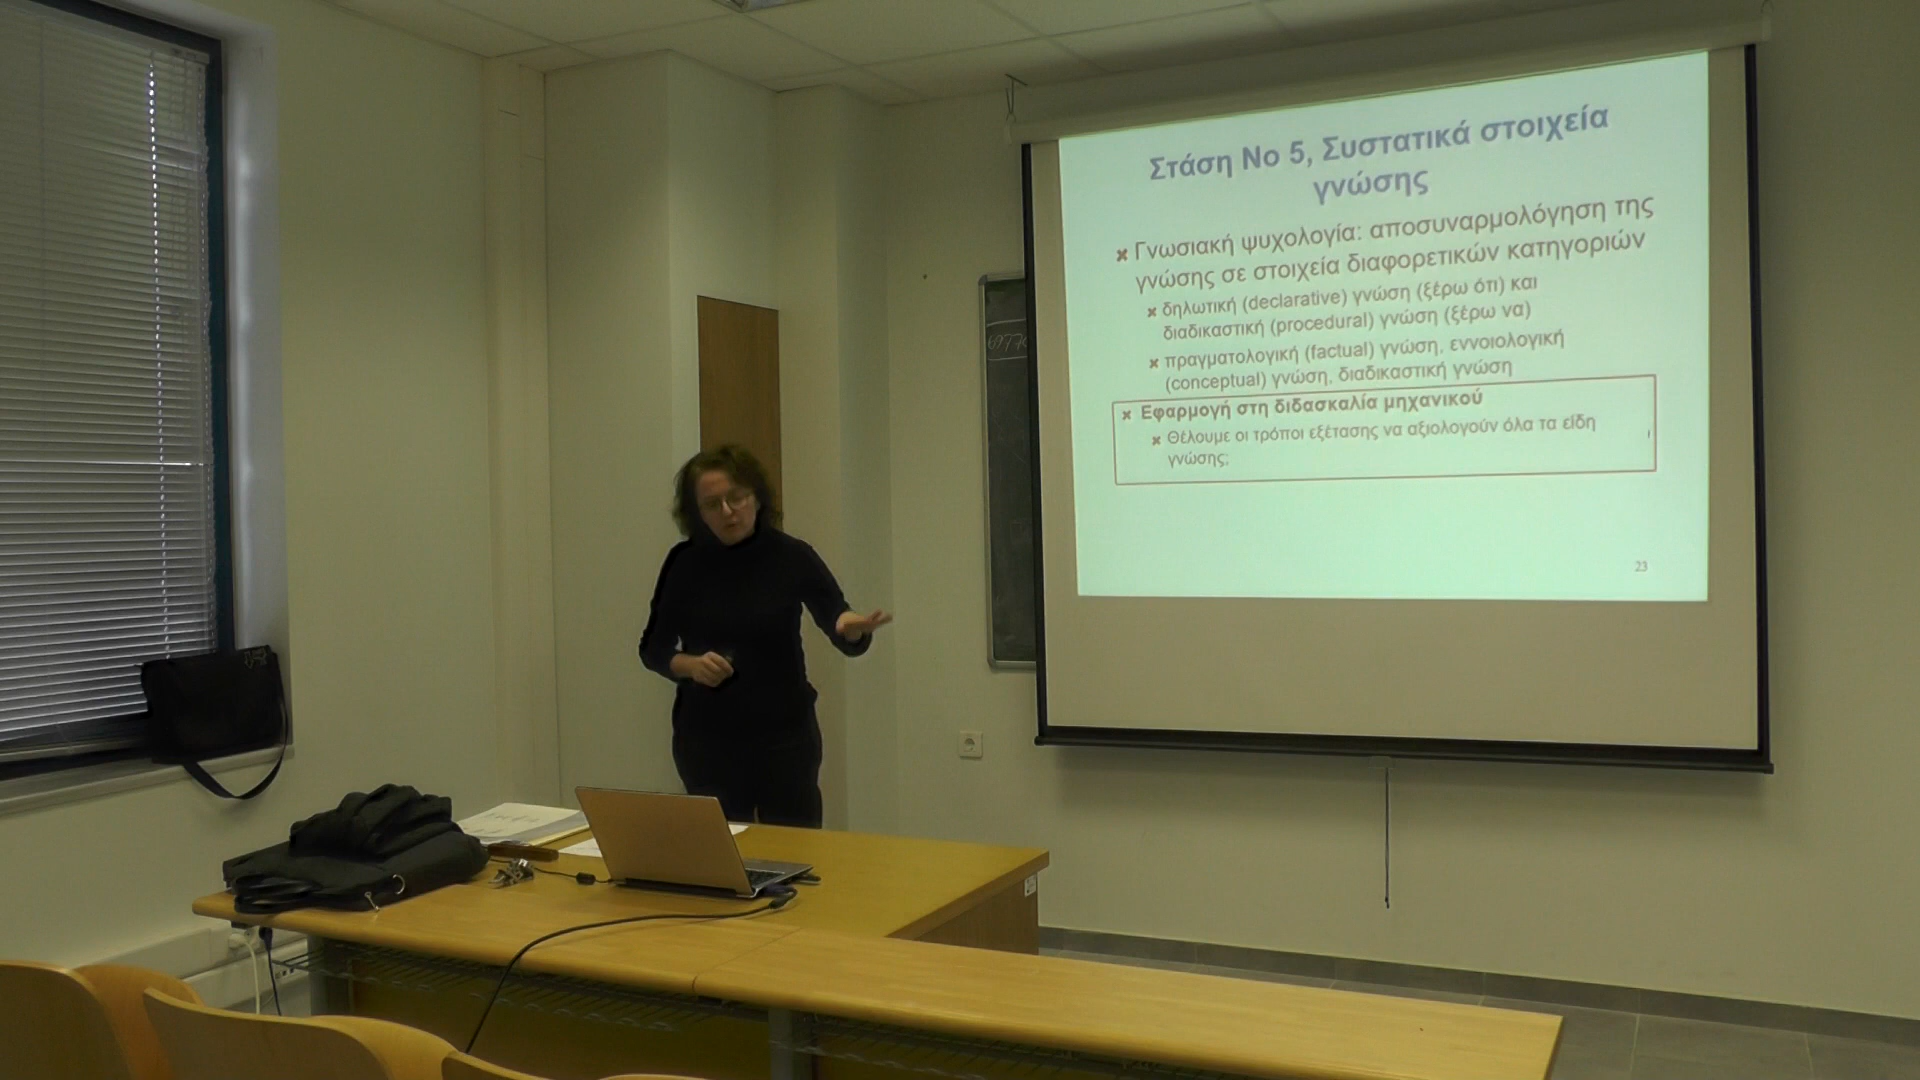 Στάση Νο 5, Συστατικά στοιχεία
γνώσης
Γνωσιακή ψυχολογία: αποσυναρμολόγηση της
γνώσης σε στοιχεία διαφορετικών κατηγοριών
δηλωτική (declarative) γνώση (ξέρω ότι) και
διαδικαστική (procedural) γνώση (ξέρω να)
πραγματολογική (factual) γνώση, εννοιολογική
(conceptual) γνώση, διαδικαστική γνώση
Εφαρμογή στη διδασκαλία μηχανικού
Θέλουμε οι τρόποι εξέτασης να αξιολογούν όλα τα είδη
γνώσης;
23